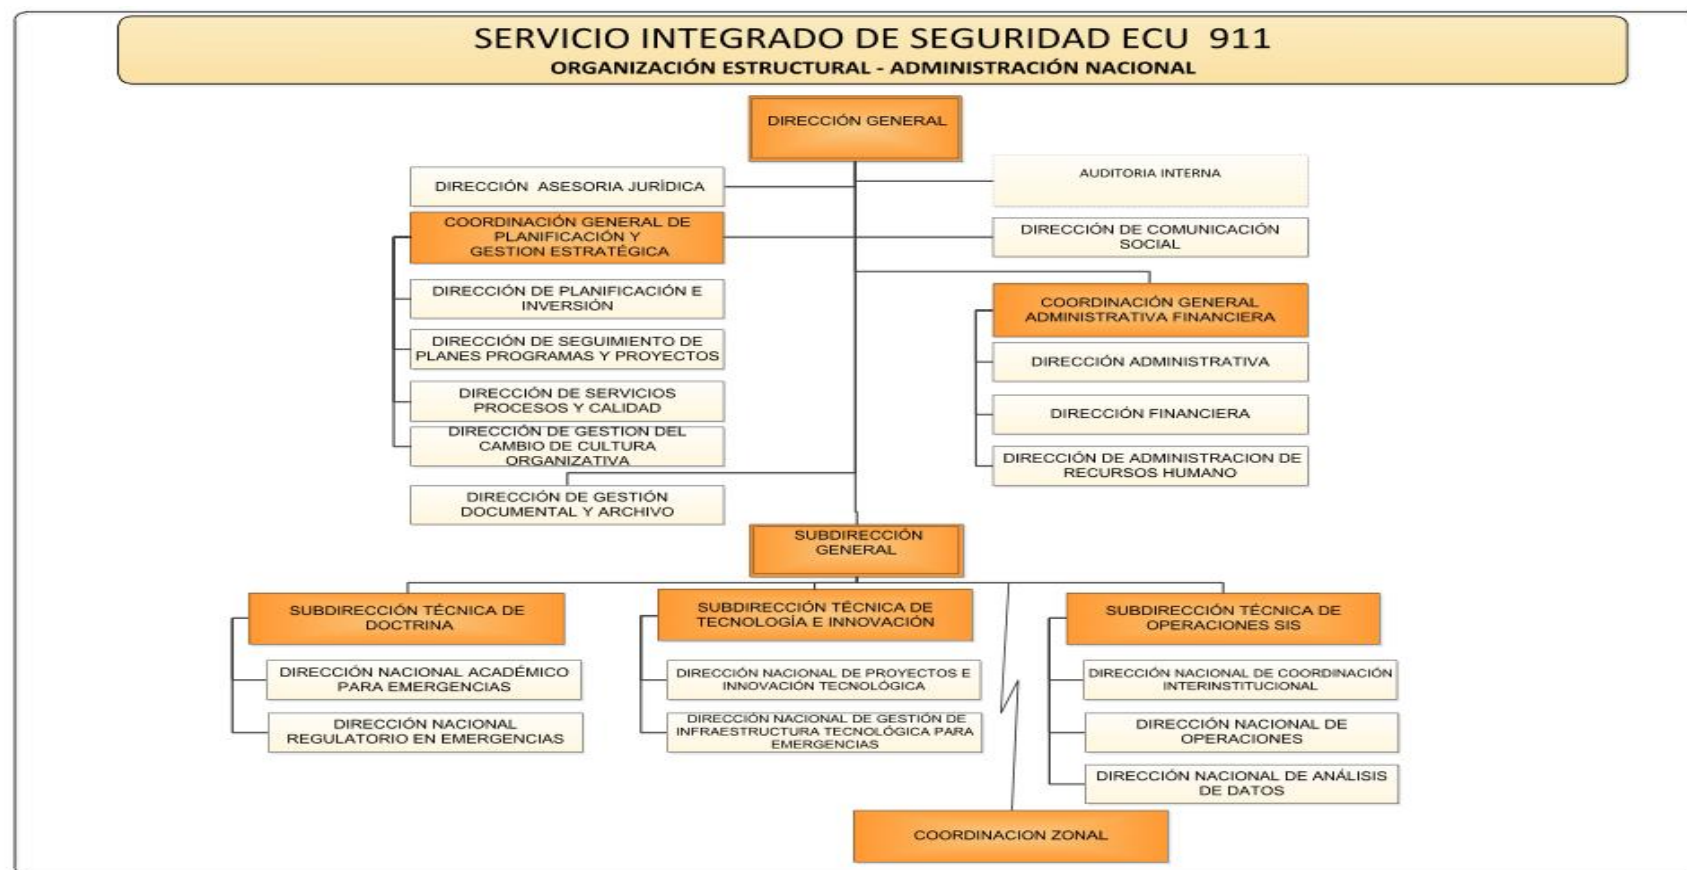 SERVICIO INTEGRADO DE SEGURIDAD ECU 911
ORGANIZACIÓN ESTRUCTURAL - ADMINISTRACIÓN NACIONAL
DIRECCIÓN GENERAL
DIRECCIÓN ASESORIA JURÍDICA
AUDITORIA INTERNA
COORDINACIÓN GENERAL DE
PLANIFICACIÓN Y
GESTION ESTRATÉGICA
DIRECCIÓN DE COMUNICACIÓN
SOCIAL
DIRECCIÓN DE PLANIFICACIÓN E
INVERSIÓN
DIRECCIÓN DE SEGUIMIENTO DE
PLANES PROGRAMAS Y PROYECTOS
DIRECCIÓN DE SERVICIOS
PROCESOS Y CALIDAD
DIRECCIÓN DE GESTION DEL
CAMBIO DE CULTURA
ORGANIZATIVA
COORDINACIÓN GENERAL
ADMINISTRATIVA FINANCIERA
DIRECCIÓN ADMINISTRATIVA
DIRECCIÓN FINANCIERA
DIRECCIÓN DE ADMINISTRACION DE
RECURSOS HUMANO
DIRECCIÓN DE GESTIÓN
DOCUMENTAL Y ARCHIVO
SUBDIRECCIÓN
GENERAL
SUBDIRECCIÓN TÉCNICA DE
DOCTRINA
DIRECCIÓN NACIONAL ACADÉMICO
PARA EMERGENCIAS
DIRECCIÓN NACIONAL
REGULATORIO EN EMERGENCIAS
SUBDIRECCIÓN TÉCNICA DE
TECNOLOGÍA E INNOVACIÓN
DIRECCIÓN NACIONAL DE PROYECTOS E
INNOVACIÓN TECNOLÓGICA
DIRECCIÓN NACIONAL DE GESTIÓN DE
INFRAESTRUCTURA TECNOLÓGICA PARA
EMERGENCIAS
SUBDIRECCIÓN TÉCNICA DE
OPERACIONES SIS
DIRECCIÓN NACIONAL DE COORDINACIÓN
INTERINSTITUCIONAL
DIRECCIÓN NACIONAL DE
OPERACIONES
DIRECCIÓN NACIONAL DE ANÁLISIS
DE DATOS
COORDINACION ZONAL